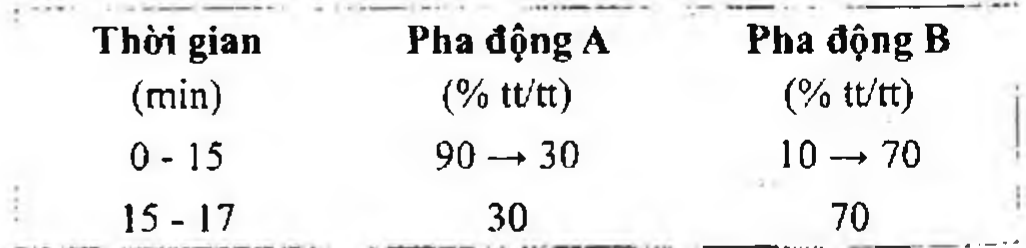 Thời gian Pha động A Pha động B
(min) (% tt/tt) (% tt/tt)
0 - 15 90 → 30 10 → 70
15 - 17 30 70